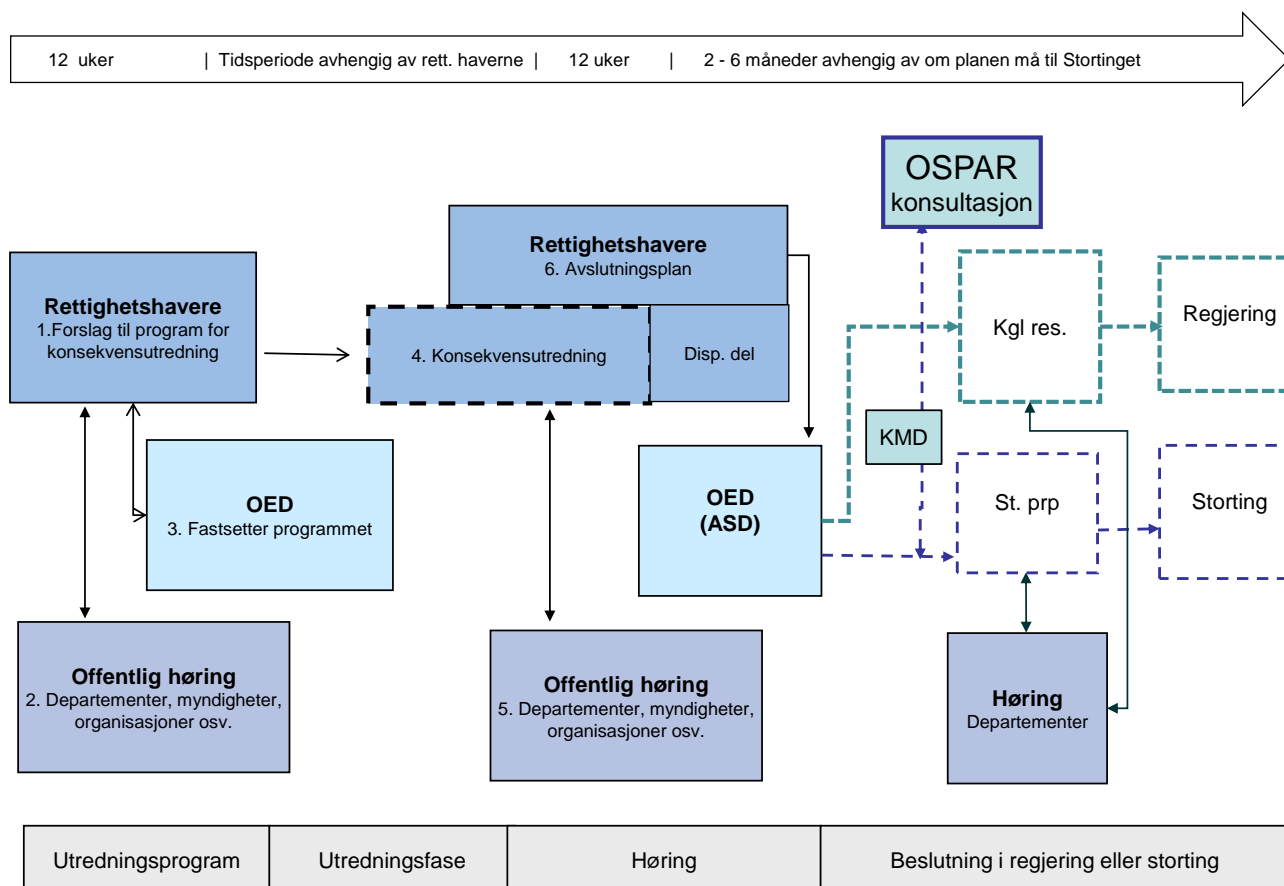 12 uker | Tidsperiode avhengig av rett. haverne | 12 uker | 2 - 6 måneder avhengig av om planen må til Stortinget
OSPAR
konsultasjon
Rettighetshavere
6. Avslutningsplan
Rettighetshavere
1.Forslag til program for
konsekvensutredning
4. Konsekvensutredning
Disp. del
Kgl res.
Regjering
KMD
OED
3. Fastsetter programmet
OED
(ASD)
St. prp
Storting
Offentlig høring
2. Departementer, myndigheter,
organisasjoner osv.
Offentlig høring
5. Departementer, myndigheter,
organisasjoner osv.
Høring
Departementer
Utredningsprogram
Utredningsfase
Høring
Beslutning i regjering eller storting